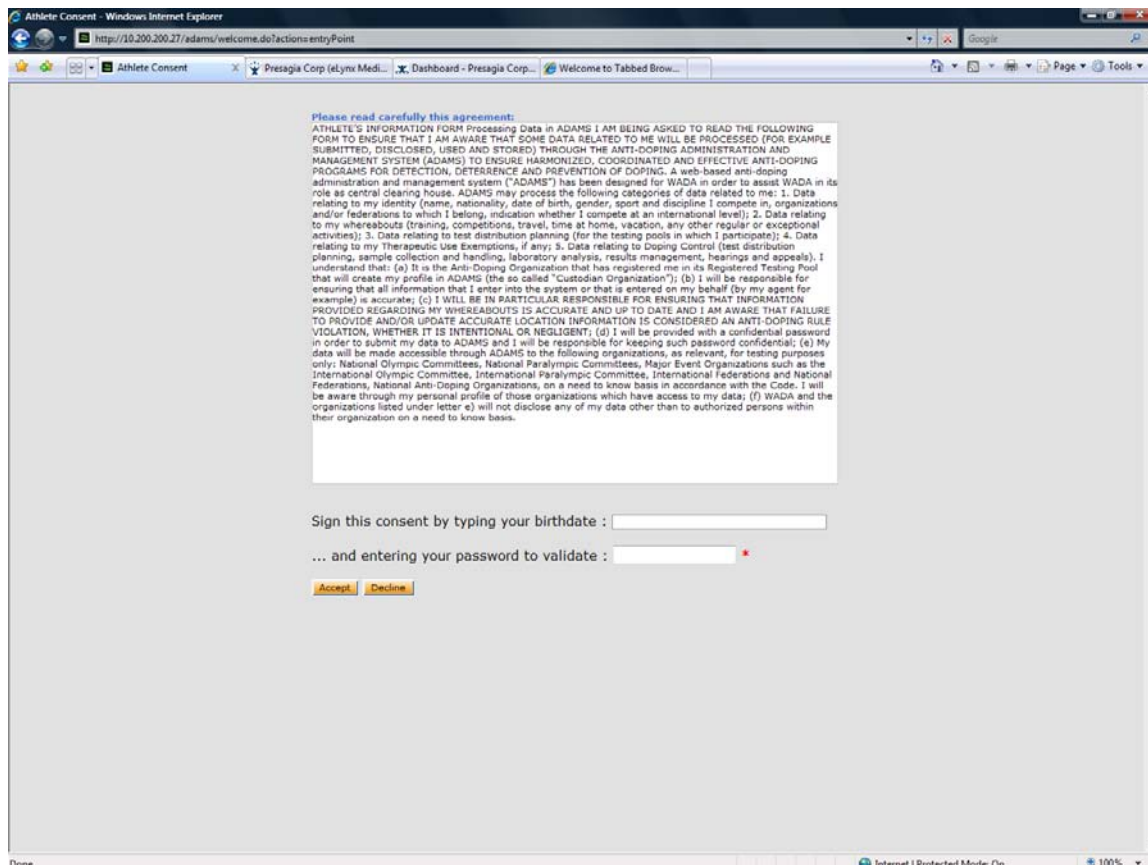 Athlete Consent - Windows Internet Explorer
http://10.200.200.27/adams/welcome.do?action=entryPoint
Google
Athlete Consent
Presagia Corp (eLynx Medi...
Dashboard - Presagia Corp...
Welcome to Tabbed Brow...
Page
Tools
Please read carefully this agreement:
ATHLETE'S INFORMATION FORM Processing Data in ADAMS I AM BEING ASKED TO READ THE FOLLOWING
FORM TO ENSURE THAT I AM AWARE THAT SOME DATA RELATED TO ME WILL BE PROCESSED (FOR EXAMPLE
SUBMITTED, DISCLOSED, USED AND STORED) THROUGH THE ANTI-DOPING ADMINISTRATION AND
MANAGEMENT SYSTEM (ADAMS) TO ENSURE HARMONIZED, COORDINATED AND EFFECTIVE ANTI-DOPING
PROGRAMS FOR DETECTION, DETERRENCE AND PREVENTION OF DOPING. A web-based anti-doping
administration and management system ("ADAMS") has been designed for WADA in order to assist WADA in its
role as central clearing house. ADAMS may process the following categories of data related to me: 1. Data
relating to my identity (name, nationality, date of birth, gender, sport and discipline I compete in, organizations
and/or federations to which I belong, indication whether I compete at an international level); 2. Data relating
to my whereabouts (training, competitions, travel, time at home, vacation, any other regular or exceptional
activities); 3. Data relating to test distribution planning (for the testing pools in which I participate); 4. Data
relating to my Therapeutic Use Exemptions, if any; 5. Data relating to Doping Control (test distribution
planning, sample collection and handling, laboratory analysis, results management, hearings and appeals). I
understand that: (a) It is the Anti-Doping Organization that has registered me in its Registered Testing Pool
that will create my profile in ADAMS (the so called "Custodian Organization"); (b) I will be responsible for
ensuring that all information that I enter into the system or that is entered on my behalf (by my agent for
example) is accurate; (c) I WILL BE IN PARTICULAR RESPONSIBLE FOR ENSURING THAT INFORMATION
PROVIDED REGARDING MY WHEREABOUTS IS ACCURATE AND UP TO DATE AND I AM AWARE THAT FAILURE
TO PROVIDE AND/OR UPDATE ACCURATE LOCATION INFORMATION IS CONSIDERED AN ANTI-DOPING RULE
VIOLATION, WHETHER IT IS INTENTIONAL OR NEGLIGENT; (d) I will be provided with a confidential password
in order to submit my data to ADAMS and I will be responsible for keeping such password confidential; (e) My
data will be made accessible through ADAMS to the following organizations, as relevant, for testing purposes
only: National Olympic Committees, National Paralympic Committees, Major Event Organizations such as the
International Olympic Committee, International Paralympic Committee, International Federations and National
Federations, National Anti-Doping Organizations, on a need to know basis in accordance with the Code. I will
be aware through my personal profile of those organizations which have access to my data; (f) WADA and the
organizations listed under letter e) will not disclose any of my data other than to authorized persons within
their organization on a need to know basis.
Sign this consent by typing your birthdate :
... and entering your password to validate : *
Accept Decline
Done
Internet | Protected Mode: On
100%